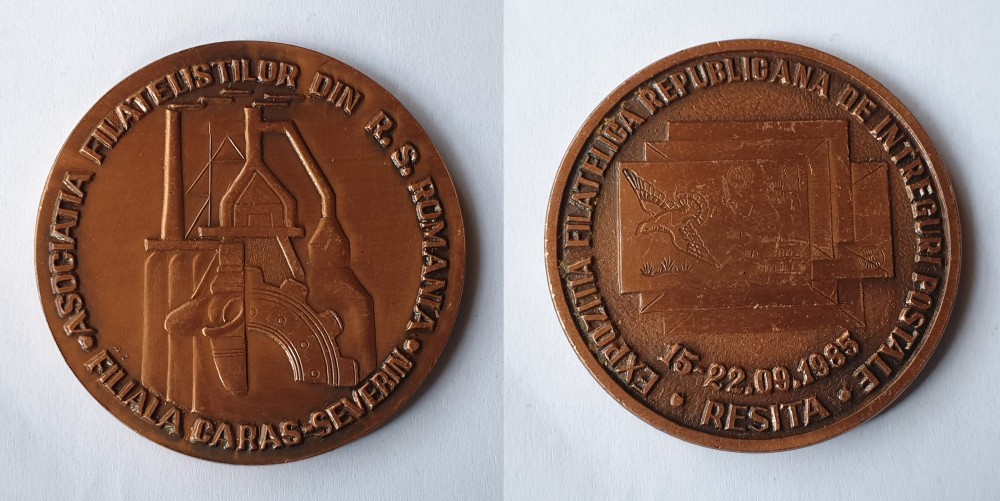 • ASOCIATIA FILATELISTILOR DIN R. S. ROMANIA •
FILIALA CARAS-SEVERIN
EXPOZITIA FILATELICA REPUBLICANA DE INTREGURI POSTALE
15-22.09.1985
• RESITA •